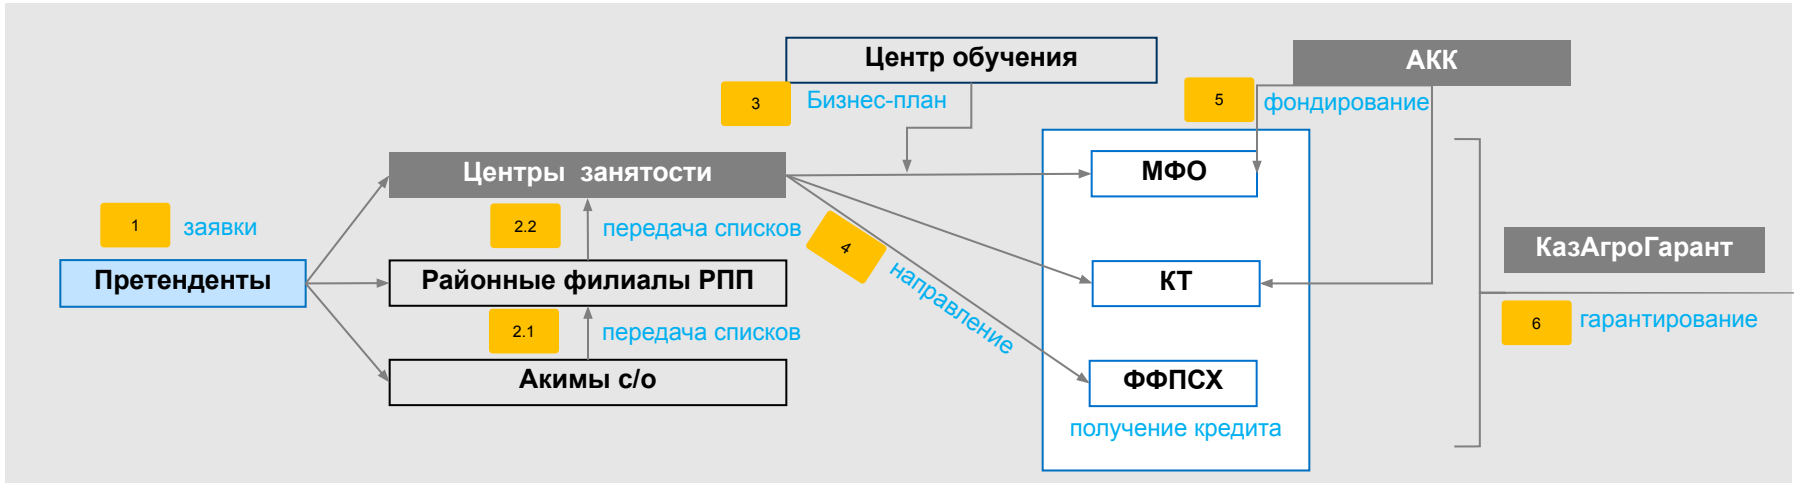 Центр обучения
АКК
3
Бизнес-план
5
фондирование
Центры занятости
МФО
1
заявки
2.2
передача списков
4
направление
КазАгроГарант
Претенденты
Районные филиалы РПП
КТ
2.1
передача списков
6
гарантирование
Акимы с/о
ФФПСХ
получение кредита